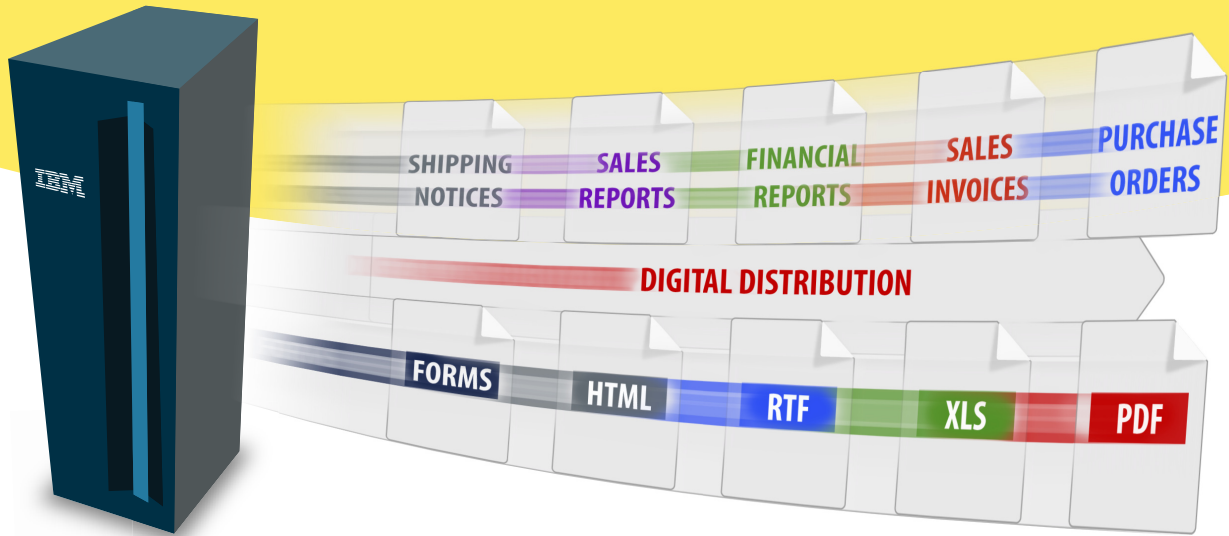 IBM
SHIPPING
NOTICES
SALES
REPORTS
FINANCIAL
REPORTS
SALES
INVOICES
PURCHASE
ORDERS
DIGITAL DISTRIBUTION
FORMS
HTML
RTF
XLS
PDF